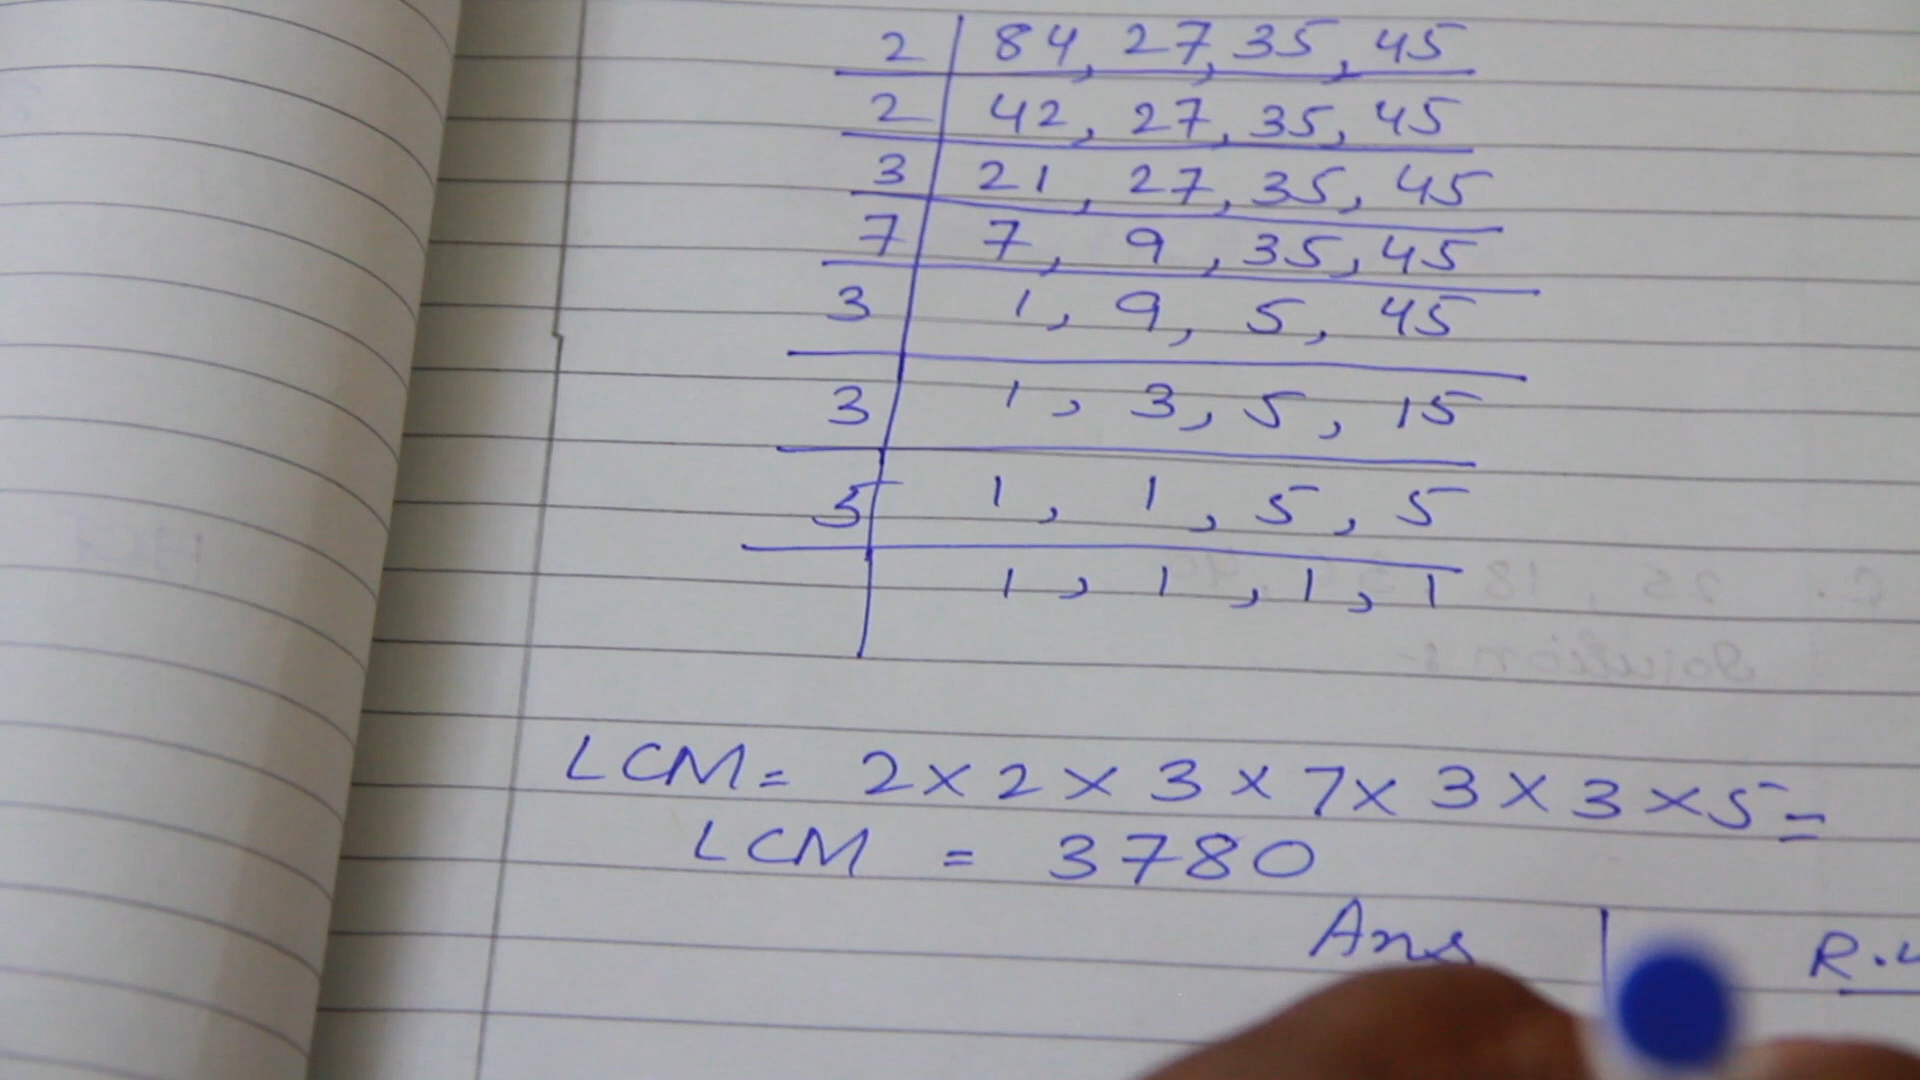 2 | 84, 27, 35, 45
2 | 42, 27, 35, 45
3 | 21, 27, 35, 45
7 | 7, 9, 35, 45
3 | 1, 9, 5, 45
3 | 1, 3, 5, 15
5 | 1, 1, 5, 5
1, 1, 1, 1
LCM = 2 × 2 × 3 × 7 × 3 × 3 × 5 =
LCM = 3780
Ans